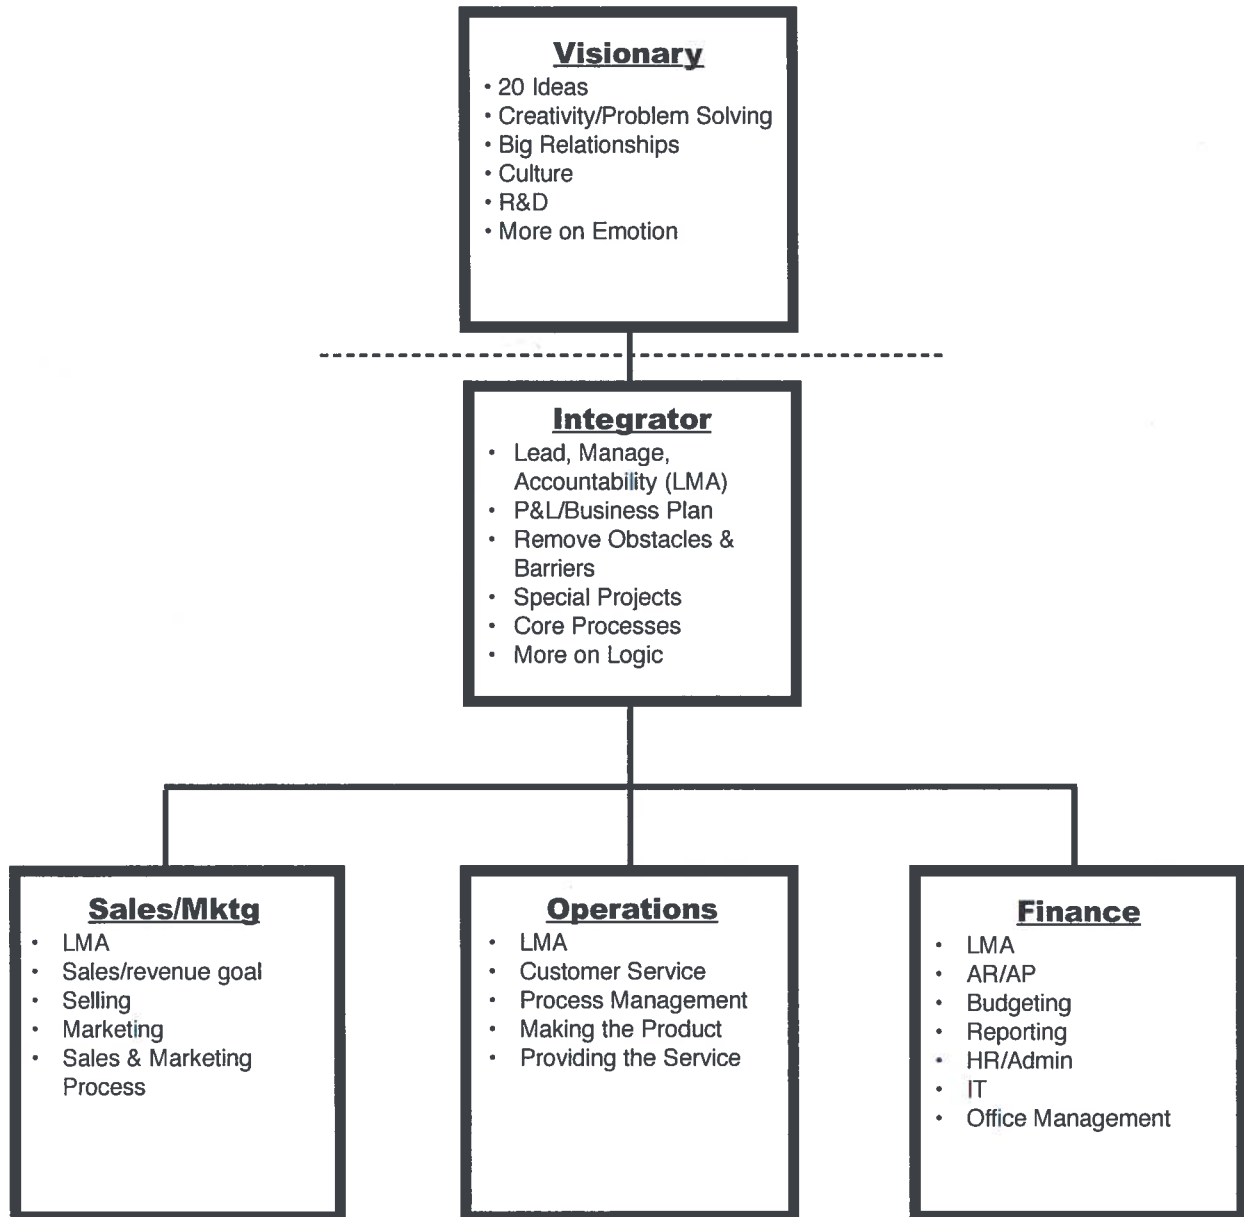 Visionary
• 20 Ideas
• Creativity/Problem Solving
• Big Relationships
• Culture
• R&D
• More on Emotion
Integrator
• Lead, Manage,
Accountability (LMA)
• P&L/Business Plan
• Remove Obstacles &
Barriers
• Special Projects
• Core Processes
• More on Logic
Sales/Mktg
• LMA
• Sales/revenue goal
• Selling
• Marketing
• Sales & Marketing
Process
Operations
• LMA
• Customer Service
• Process Management
• Making the Product
• Providing the Service
Finance
• LMA
• AR/AP
• Budgeting
• Reporting
• HR/Admin
• IT
• Office Management